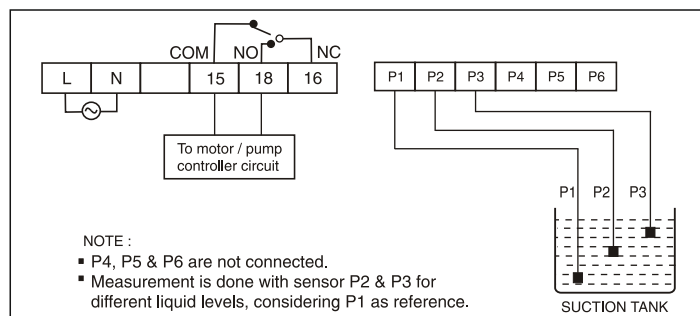 COM NO NC
L N 15 18 16
To motor / pump
controller circuit
P1 P2 P3 P4 P5 P6
P1 P2 P3
SUCTION TANK
NOTE :
▪ P4, P5 & P6 are not connected.
▪ Measurement is done with sensor P2 & P3 for
different liquid levels, considering P1 as reference.